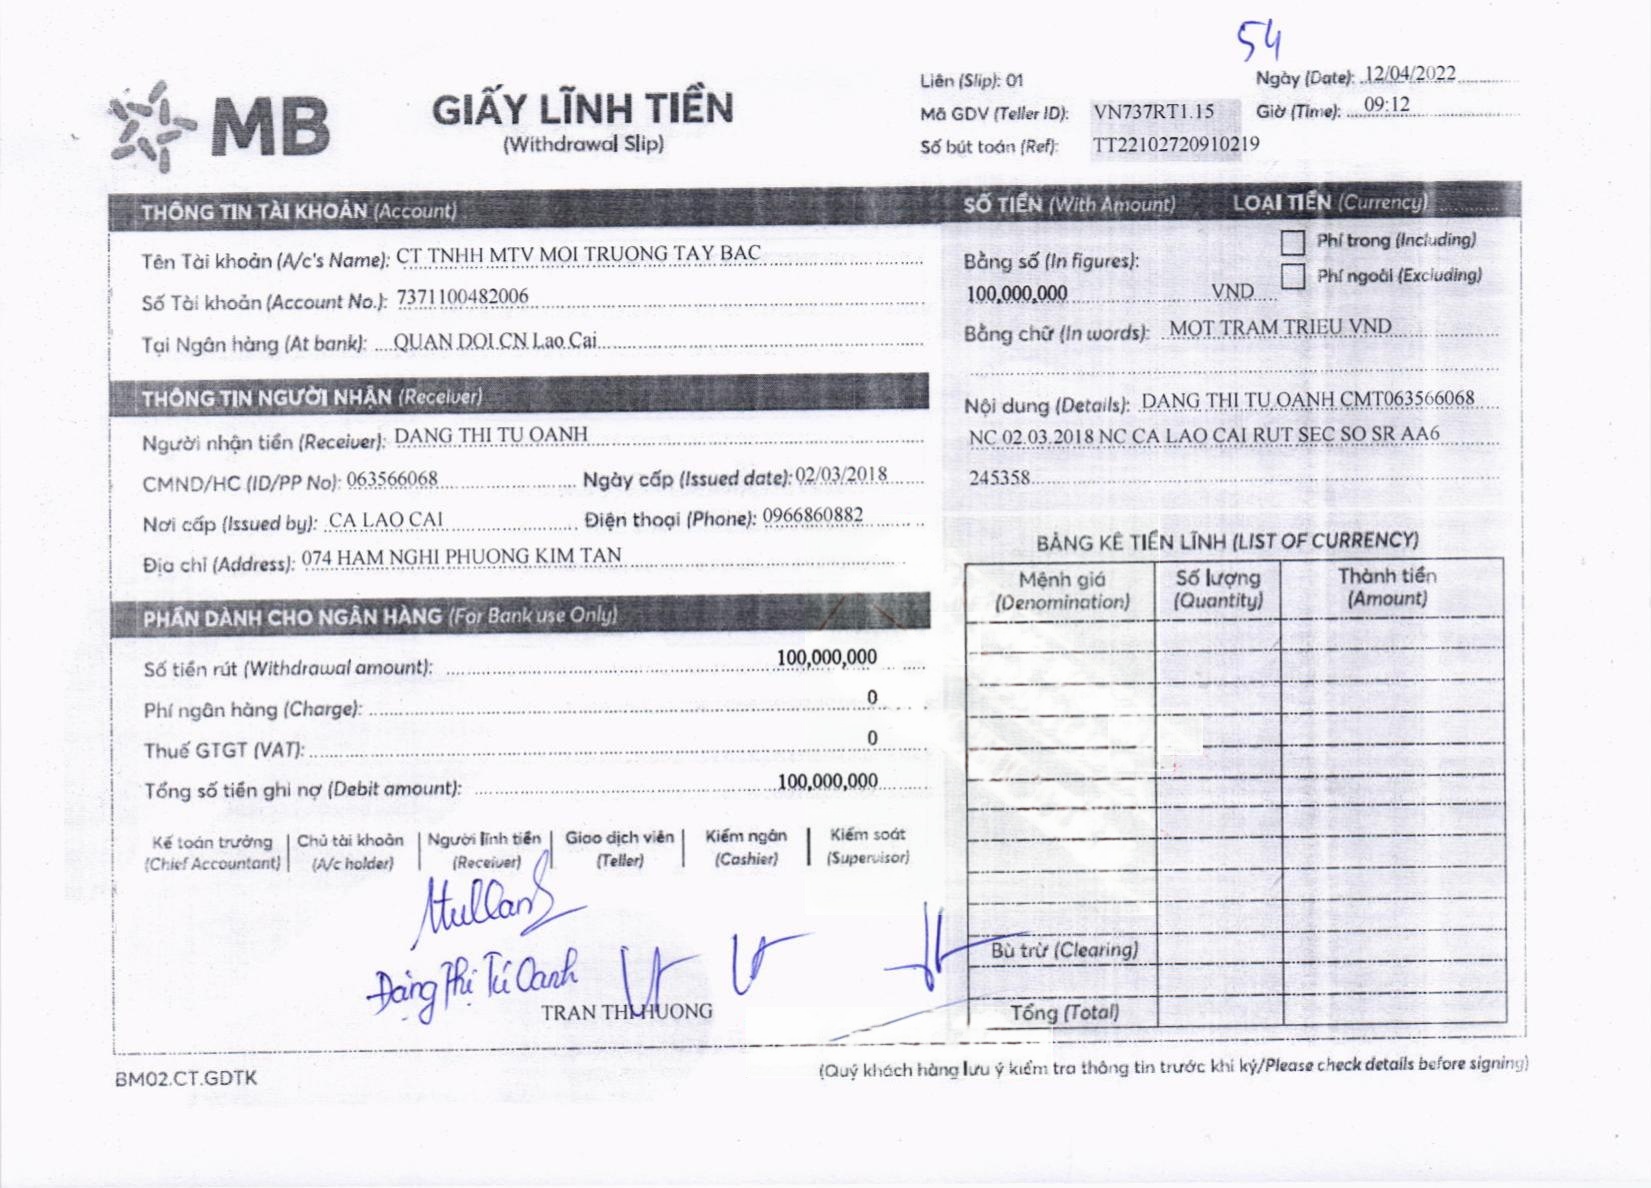 54
MB
GIẤY LĨNH TIỀN
(Withdrawal Slip)
Liên (Slip): 01
Ngày (Date): 12/04/2022
Mã GDV (Teller ID): VN737RT1.15
Giờ (Time): 09:12
Số bút toán (Ref): TT22102720910219
THÔNG TIN TÀI KHOẢN (Account)
Tên Tài khoản (A/c's Name): CT TNHH MTV MOI TRUONG TAY BAC
Số Tài khoản (Account No.): 7371100482006
Tại Ngân hàng (At bank): QUAN DOI CN Lao Cai
THÔNG TIN NGƯỜI NHẬN (Receiver)
Người nhận tiền (Receiver): DANG THI TU OANH
CMND/HC (ID/PP No): 063566068 Ngày cấp (Issued date): 02/03/2018
Nơi cấp (Issued by): CA LAO CAI Điện thoại (Phone): 0966860882
Địa chỉ (Address): 074 HAM NGHI PHUONG KIM TAN
PHẦN DÀNH CHO NGÂN HÀNG (For Bank use Only)
Số tiền rút (Withdrawal amount): 100,000,000
Phí ngân hàng (Charge): 0
Thuế GTGT (VAT): 0
Tổng số tiền ghi nợ (Debit amount): 100,000,000
Kế toán trưởng | Chủ tài khoản | Người lĩnh tiền | Giao dịch viên | Kiểm ngân | Kiểm soát
(Chief Accountant) | (A/c holder) | (Receiver) | (Teller) | (Cashier) | (Supervisor)
Đặng Thị Tú Oanh
TRAN THI HUONG
SỐ TIỀN (With Amount) LOẠI TIỀN (Currency)
Phí trong (Including)
Bằng số (In figures):
Phí ngoài (Excluding)
100,000,000 VND
Bằng chữ (In words): MOT TRAM TRIEU VND
Nội dung (Details): DANG THI TU OANH CMT063566068
NC 02.03.2018 NC CA LAO CAI RUT SEC SO SR AA6
245358
BẢNG KÊ TIỀN LĨNH (LIST OF CURRENCY)
Mệnh giá Số lượng Thành tiền
(Denomination) (Quantity) (Amount)
Bù trừ (Clearing)
Tổng (Total)
BM02.CT.GDTK
(Quý khách hàng lưu ý kiểm tra thông tin trước khi ký/Please check details before signing)